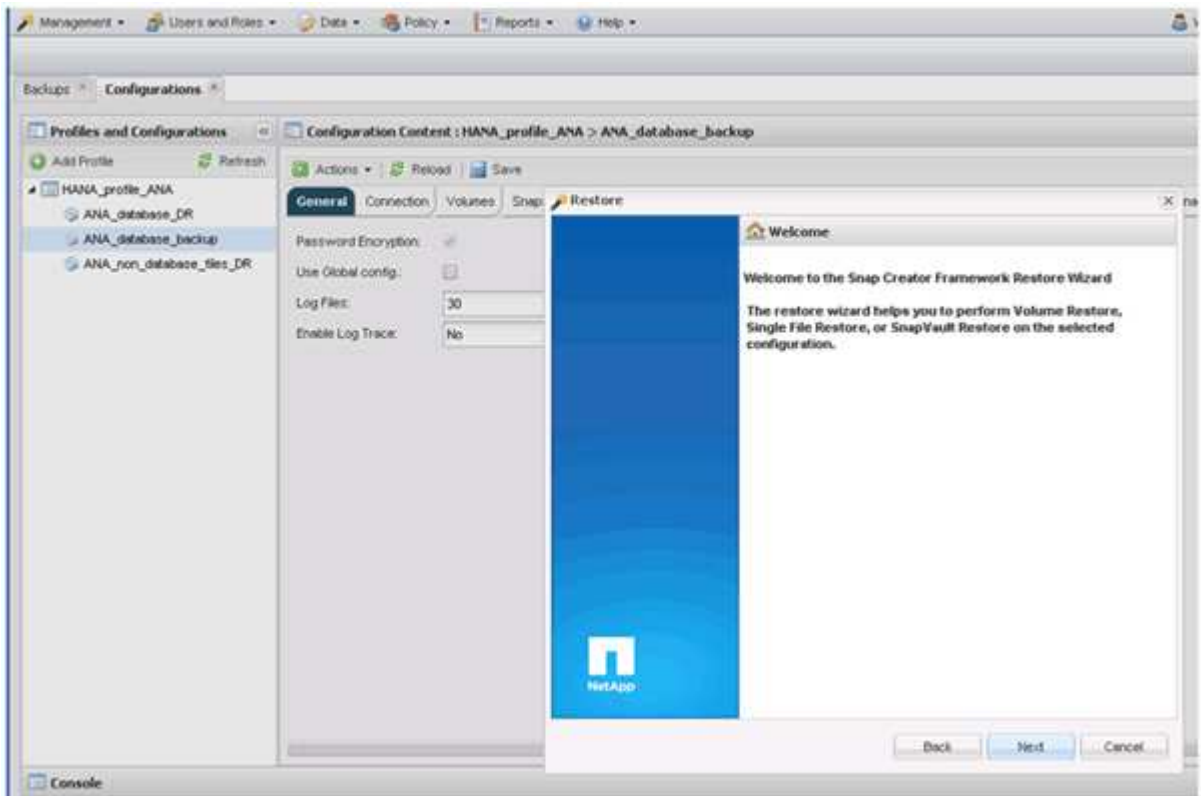 Management
Users and Roles
Data
Policy
Reports
Help
Backups
Configurations
Profiles and Configurations
Configuration Content : HANA_profile_ANA > ANA_database_backup
Add Profile
Refresh
Actions
Reload
Save
HANA_profile_ANA
ANA_database_DR
ANA_database_backup
ANA_non_database_files_DR
General
Connection
Volumes
Snap
Password Encryption:
Use Global config.:
Log Files:
30
Enable Log Trace:
No
Restore
Welcome
Welcome to the Snap Creator Framework Restore Wizard
The restore wizard helps you to perform Volume Restore,
Single File Restore, or SnapVault Restore on the selected
configuration.
NetApp
Back
Next
Cancel
Console